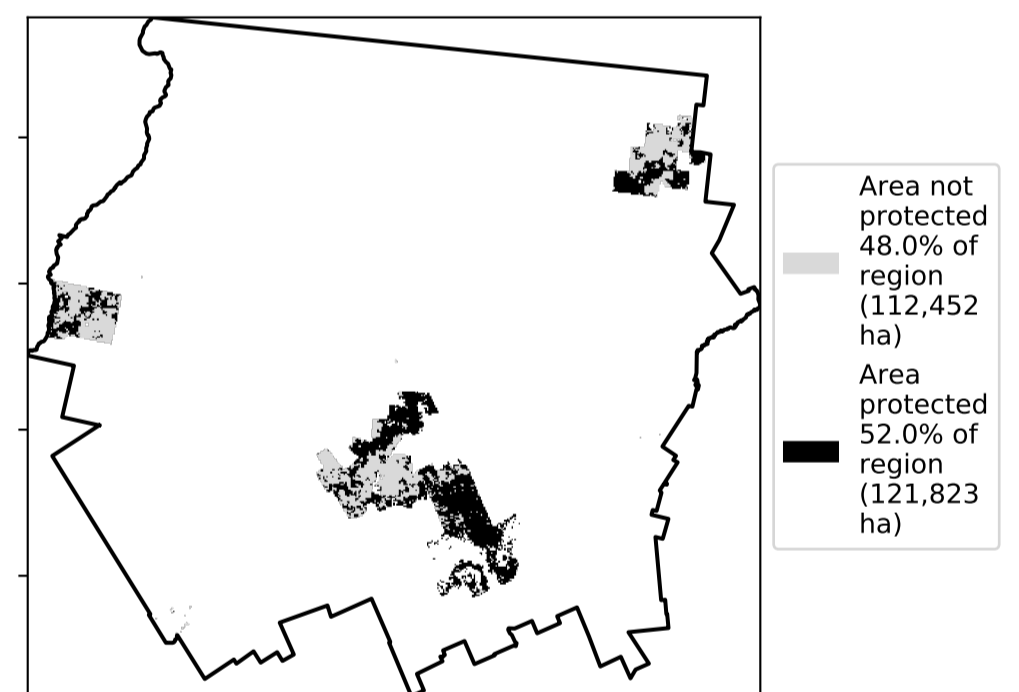 Area not
protected
48.0% of
region
(112,452
ha)
Area
protected
52.0% of
region
(121,823
ha)